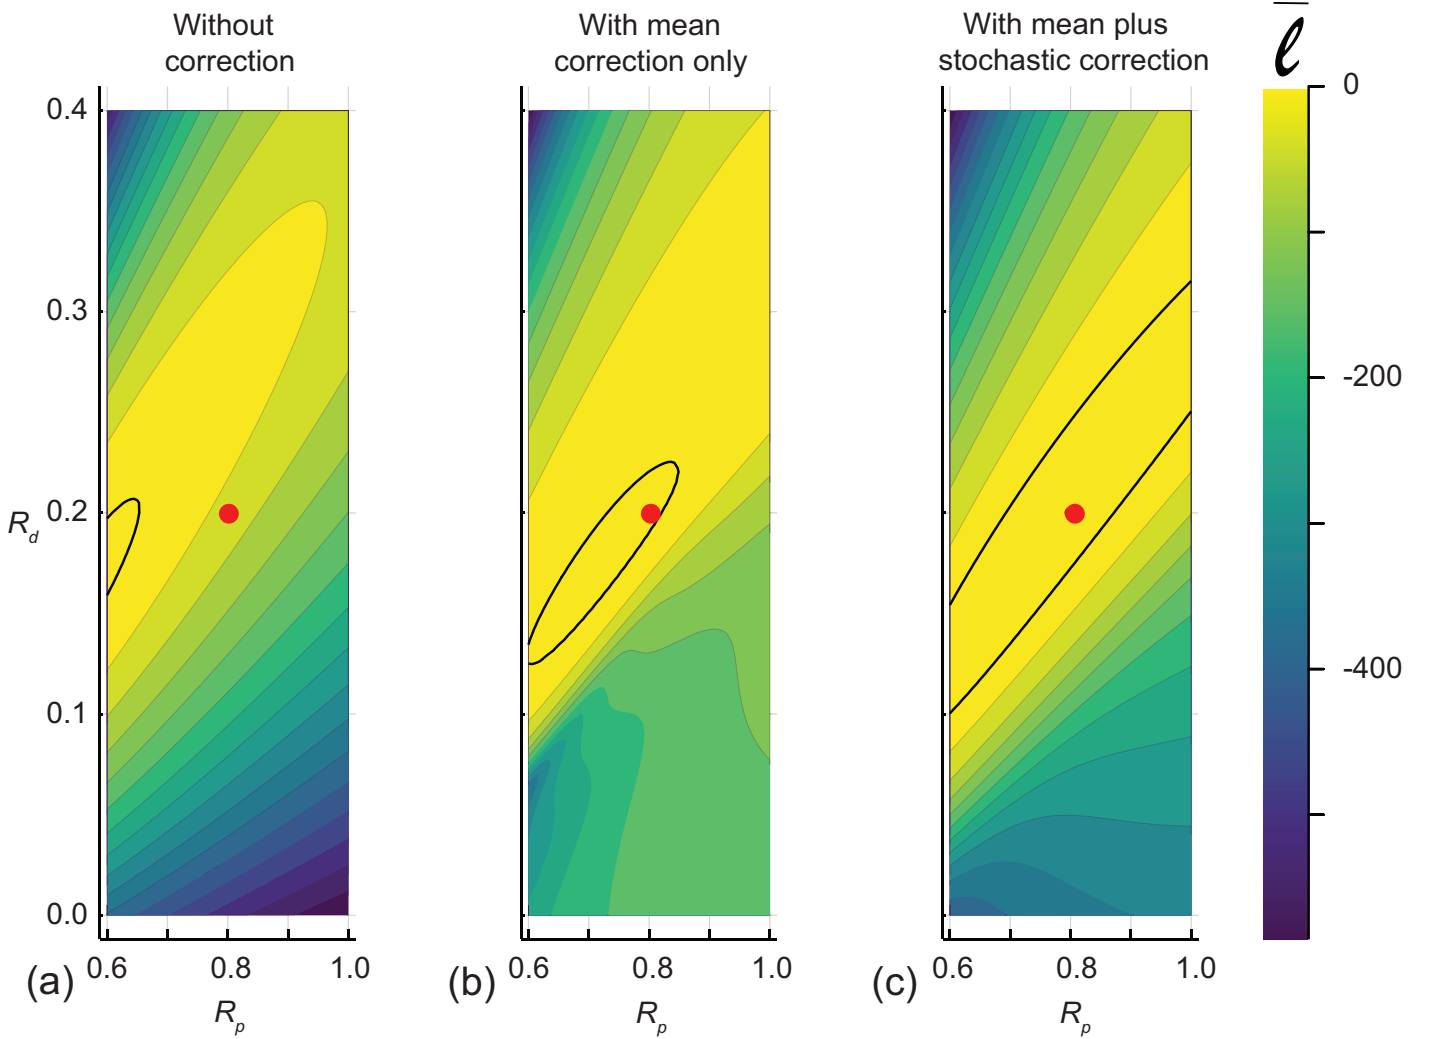 Without
correction
With mean
correction only
With mean plus
stochastic correction
ℓ̅
0.4
0.3
0.2
0.1
0.0
R_d
0.6 0.8 1.0
0.6 0.8 1.0
0.6 0.8 1.0
(a) R_p
(b) R_p
(c) R_p
0
-200
-400